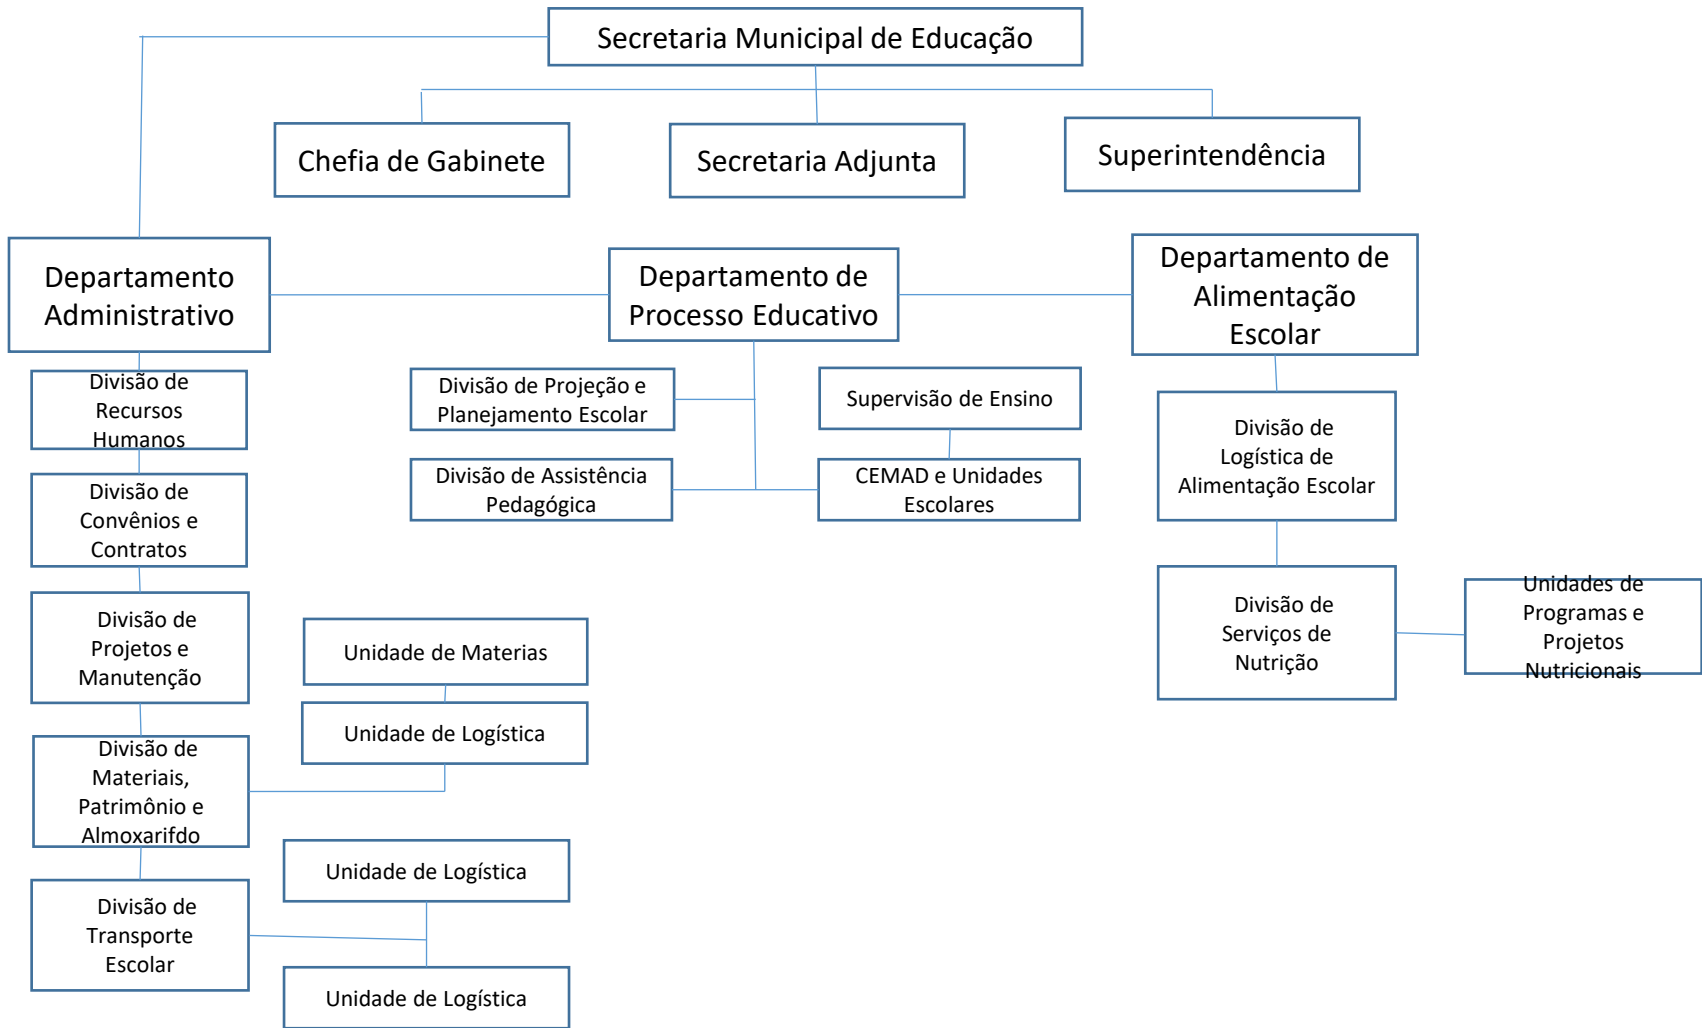 Secretaria Municipal de Educação
Chefia de Gabinete
Secretaria Adjunta
Superintendência
Departamento
Administrativo
Departamento de
Processo Educativo
Departamento de
Alimentação
Escolar
Divisão de
Recursos
Humanos
Divisão de
Convênios e
Contratos
Divisão de
Projetos e
Manutenção
Divisão de
Materiais,
Patrimônio e
Almoxarifdo
Divisão de
Transporte
Escolar
Unidade de Materias
Unidade de Logística
Unidade de Logística
Unidade de Logística
Divisão de Projeção e
Planejamento Escolar
Divisão de Assistência
Pedagógica
Supervisão de Ensino
CEMAD e Unidades
Escolares
Divisão de
Logística de
Alimentação Escolar
Divisão de
Serviços de
Nutrição
Unidades de
Programas e
Projetos
Nutricionais